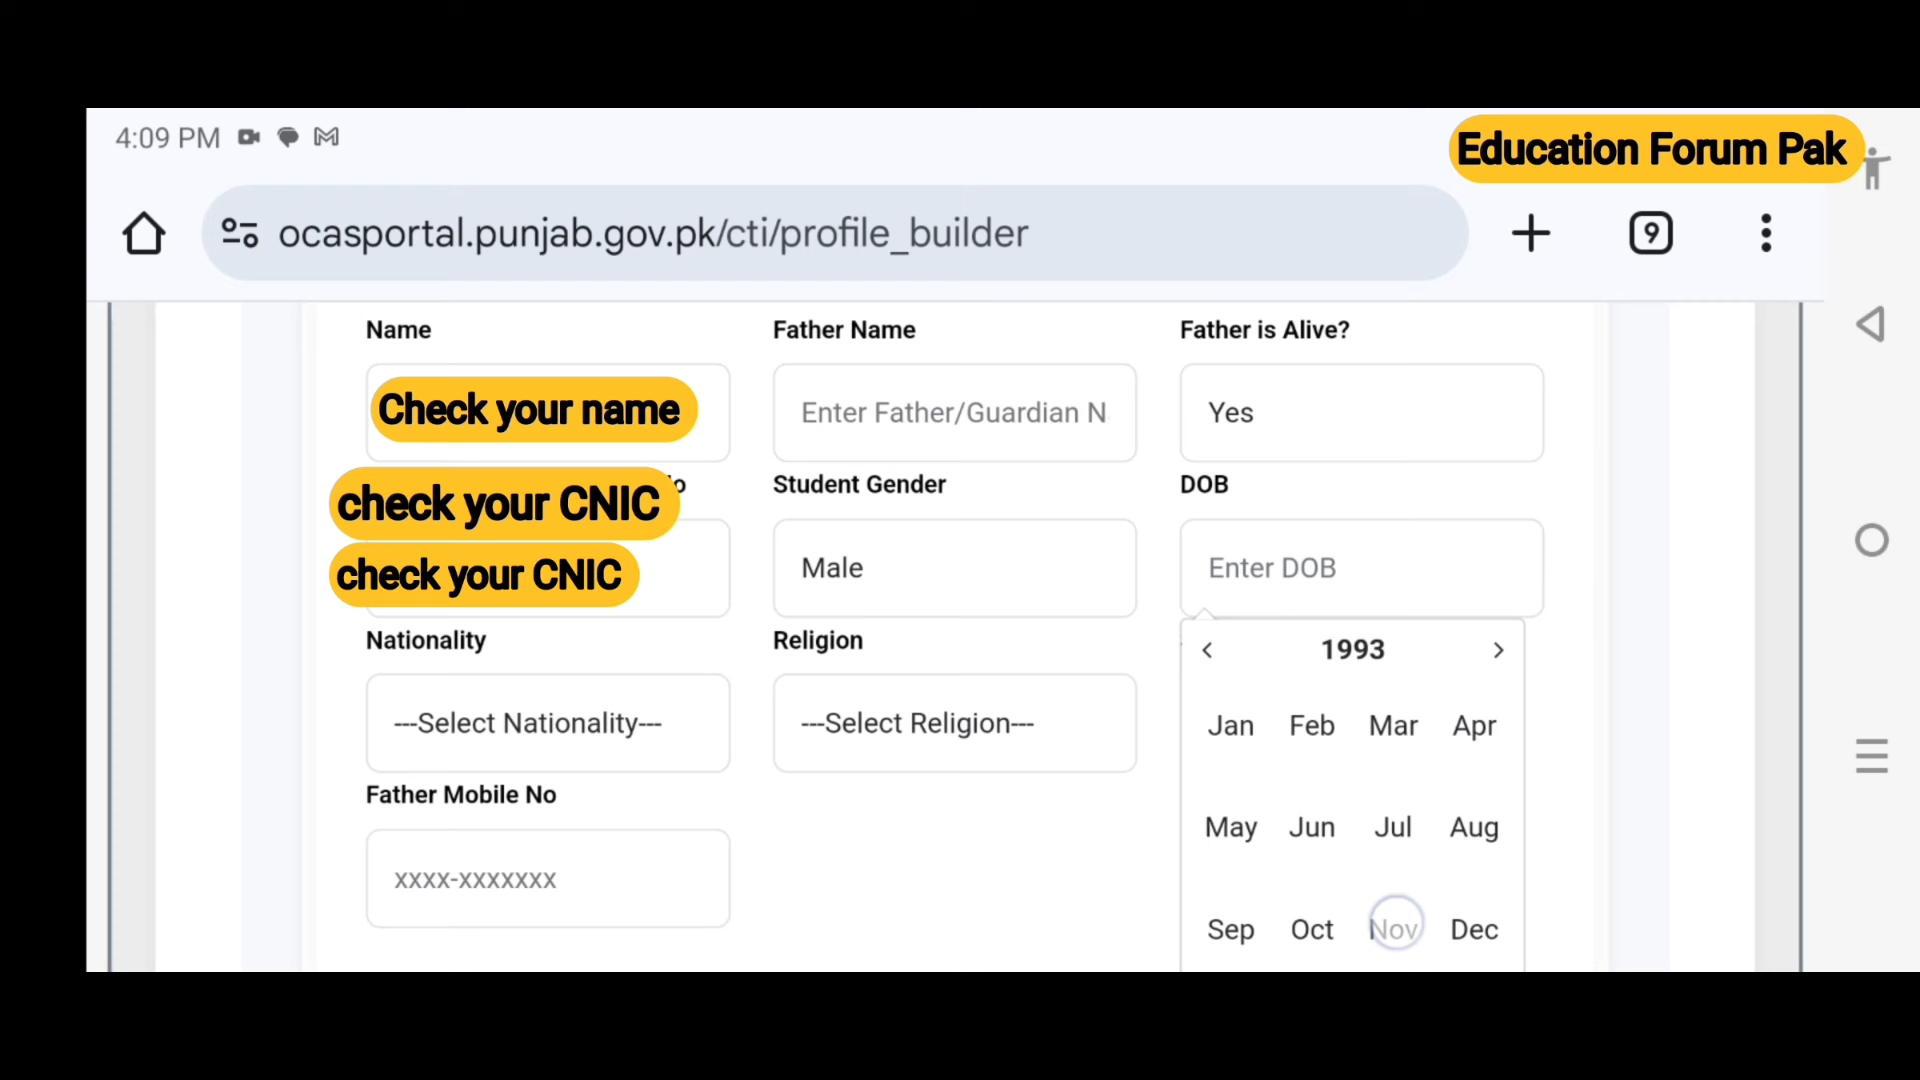 4:09 PM
Education Forum Pak
ocasportal.punjab.gov.pk/cti/profile_builder
9
Name
Father Name
Father is Alive?
Check your name
Enter Father/Guardian N
Yes
check your CNIC
Student Gender
DOB
check your CNIC
Male
Enter DOB
Nationality
Religion
1993
---Select Nationality---
---Select Religion---
Jan Feb Mar Apr
Father Mobile No
May Jun Jul Aug
xxxx-xxxxxxx
Sep Oct Nov Dec